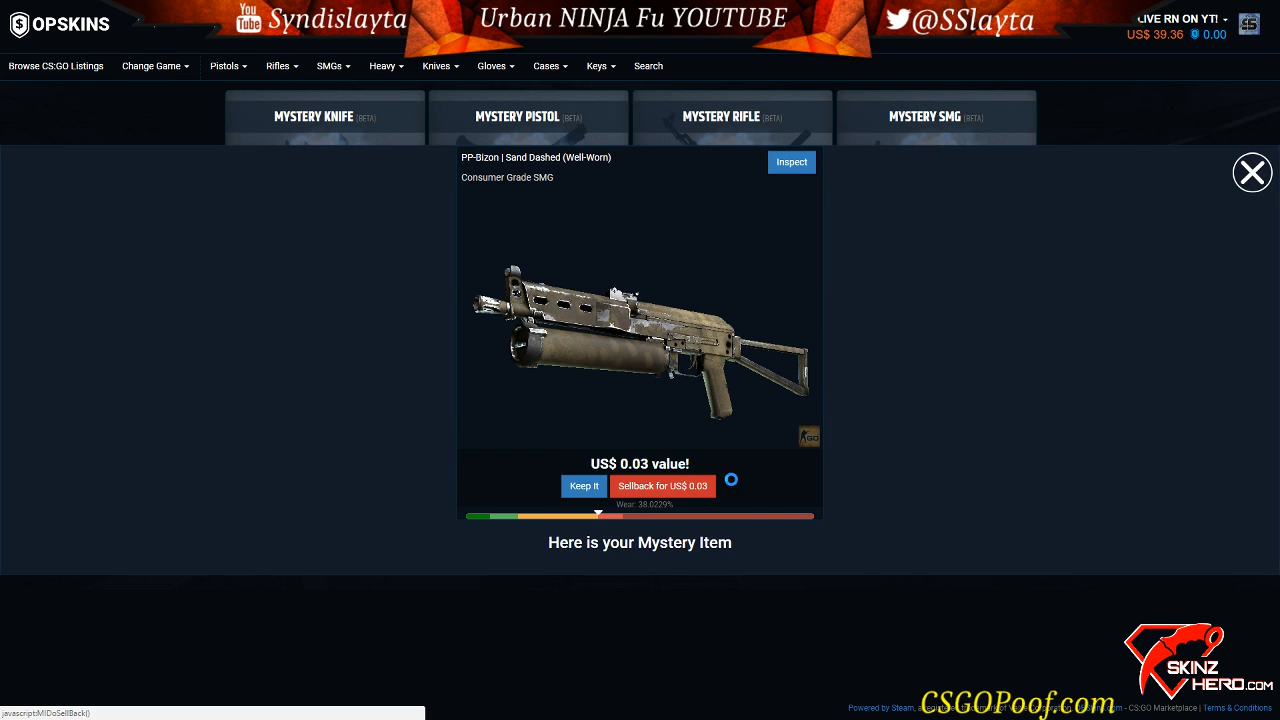 OPSKINS
You Tube Syndislayta
Urban NINJA Fu YOUTUBE
@SSlayta
LIVE RN ON YT!
US$ 39.36 0.00
Browse CS:GO Listings Change Game Pistols Rifles SMGs Heavy Knives Gloves Cases Keys Search
MYSTERY KNIFE (BETA) MYSTERY PISTOL (BETA) MYSTERY RIFLE (BETA) MYSTERY SMG (BETA)
PP-Bizon | Sand Dashed (Well-Worn)
Inspect
Consumer Grade SMG
GO
US$ 0.03 value!
Keep It Sellback for US$ 0.03
Wear: 38.0229%
Here is your Mystery Item
SKINZ
HERO.COM
CSGOPoof.com
javascript:MIDoSellBack()
Powered by Steam, a - CS:GO Marketplace | Terms & Conditions